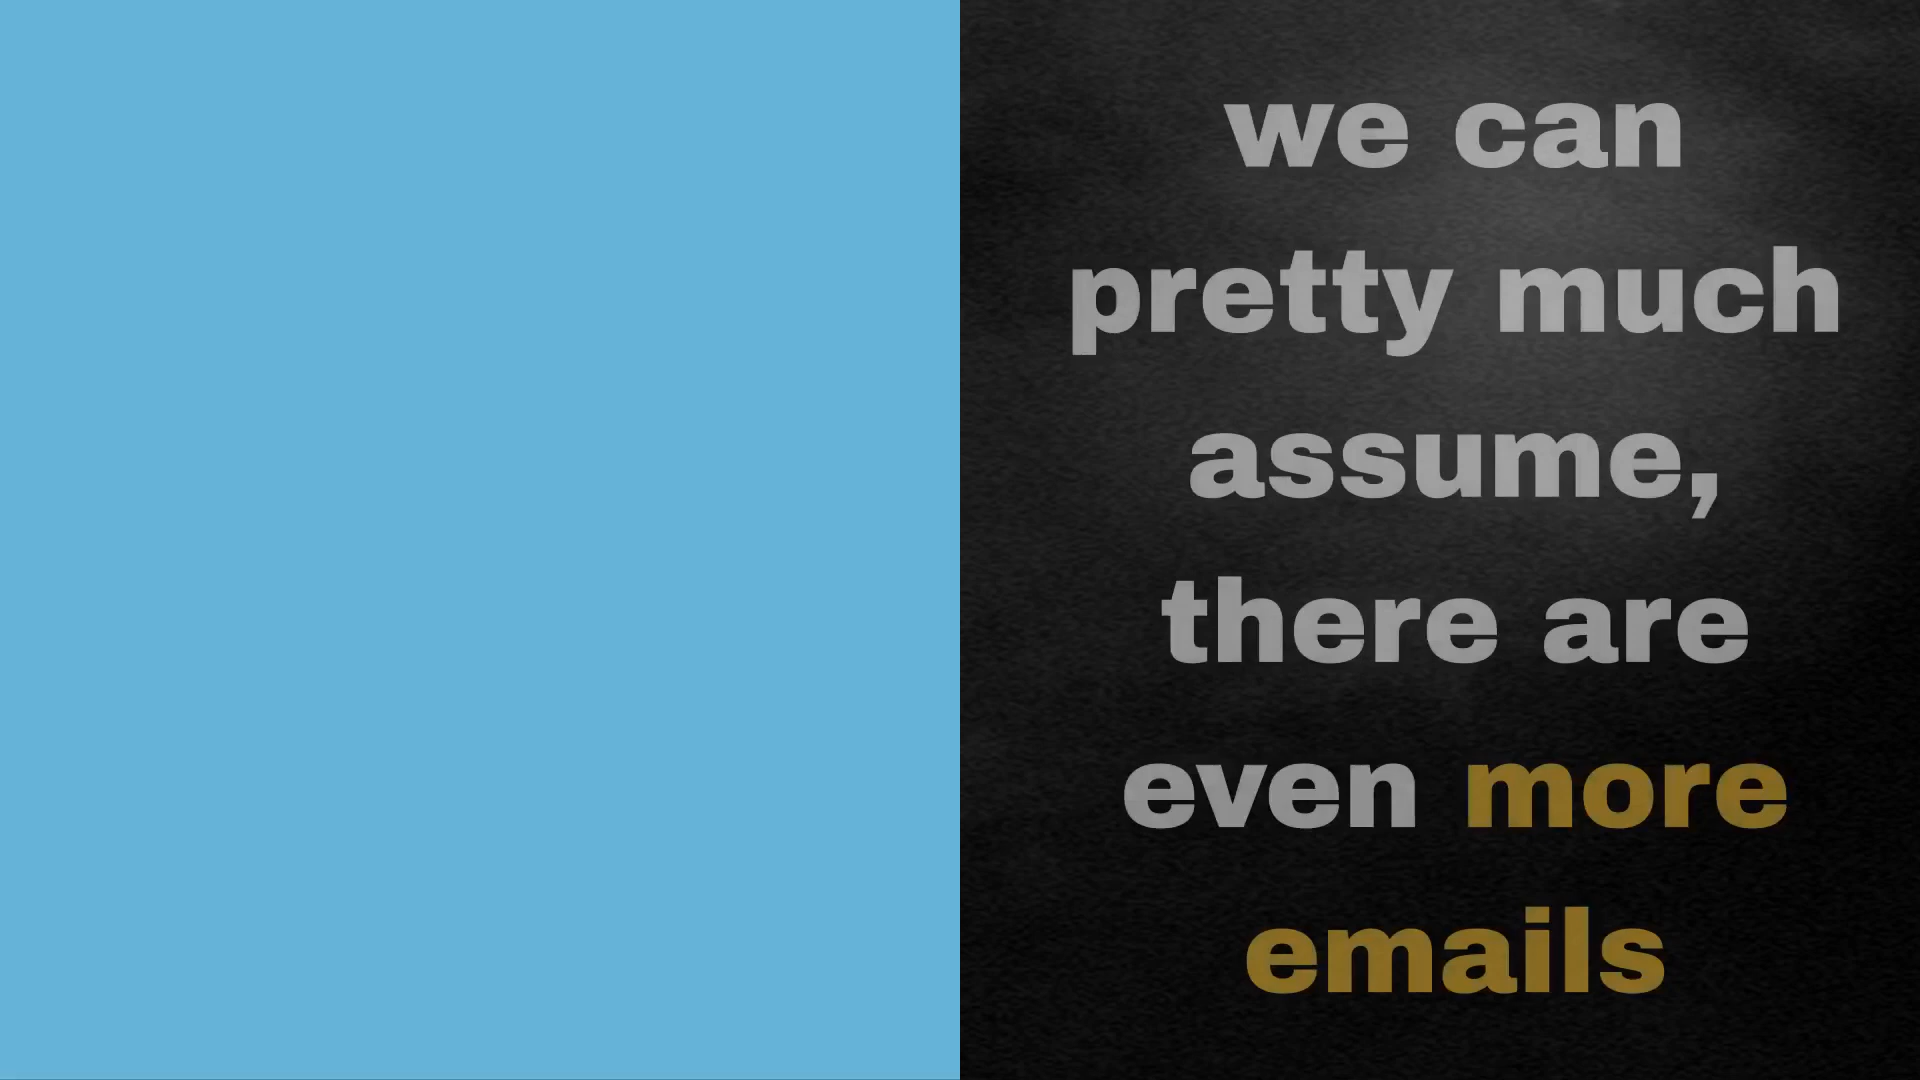 we can
pretty much
assume,
there are
even more
emails